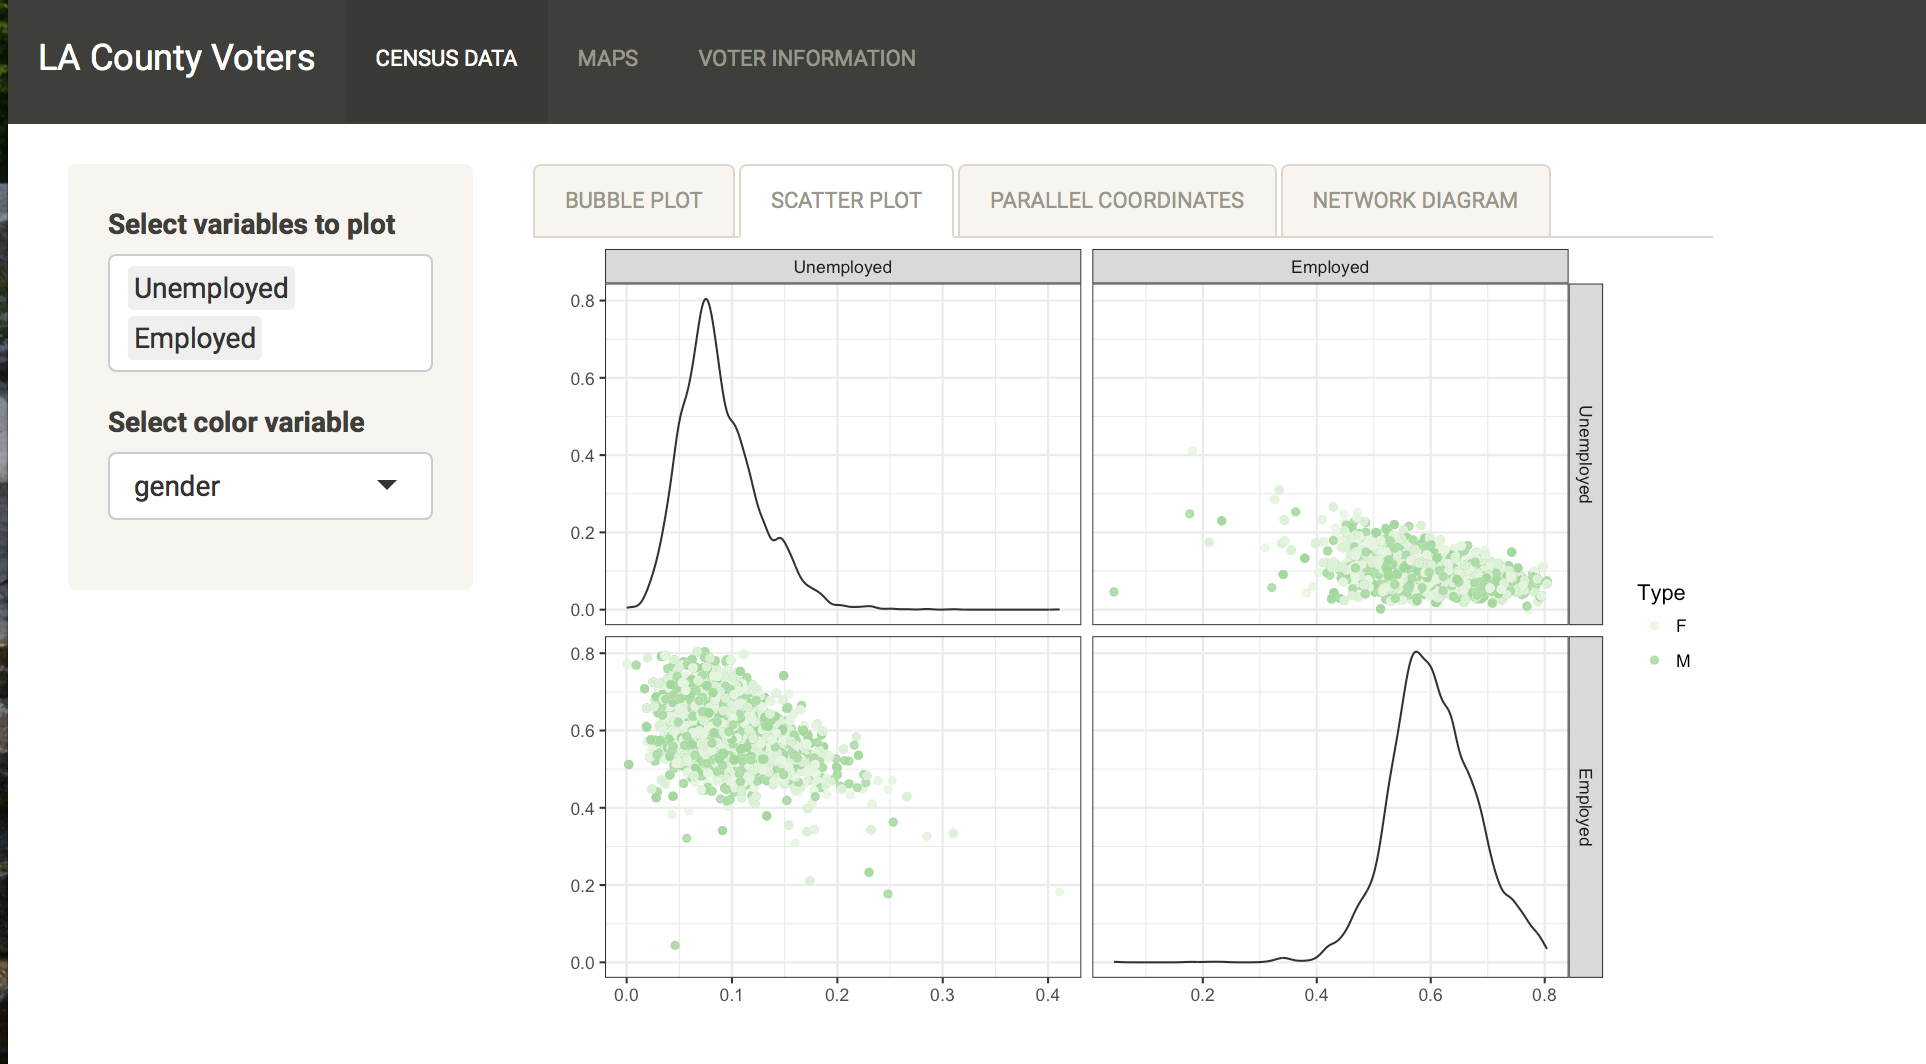 LA County Voters
CENSUS DATA
MAPS
VOTER INFORMATION
Select variables to plot
Unemployed
Employed
Select color variable
gender
BUBBLE PLOT
SCATTER PLOT
PARALLEL COORDINATES
NETWORK DIAGRAM
Unemployed
Employed
0.8
0.6
0.4
0.2
0.0
Unemployed
0.8
0.6
0.4
0.2
0.0
Employed
0.0
0.1
0.2
0.3
0.4
0.2
0.4
0.6
0.8
Type
F
M